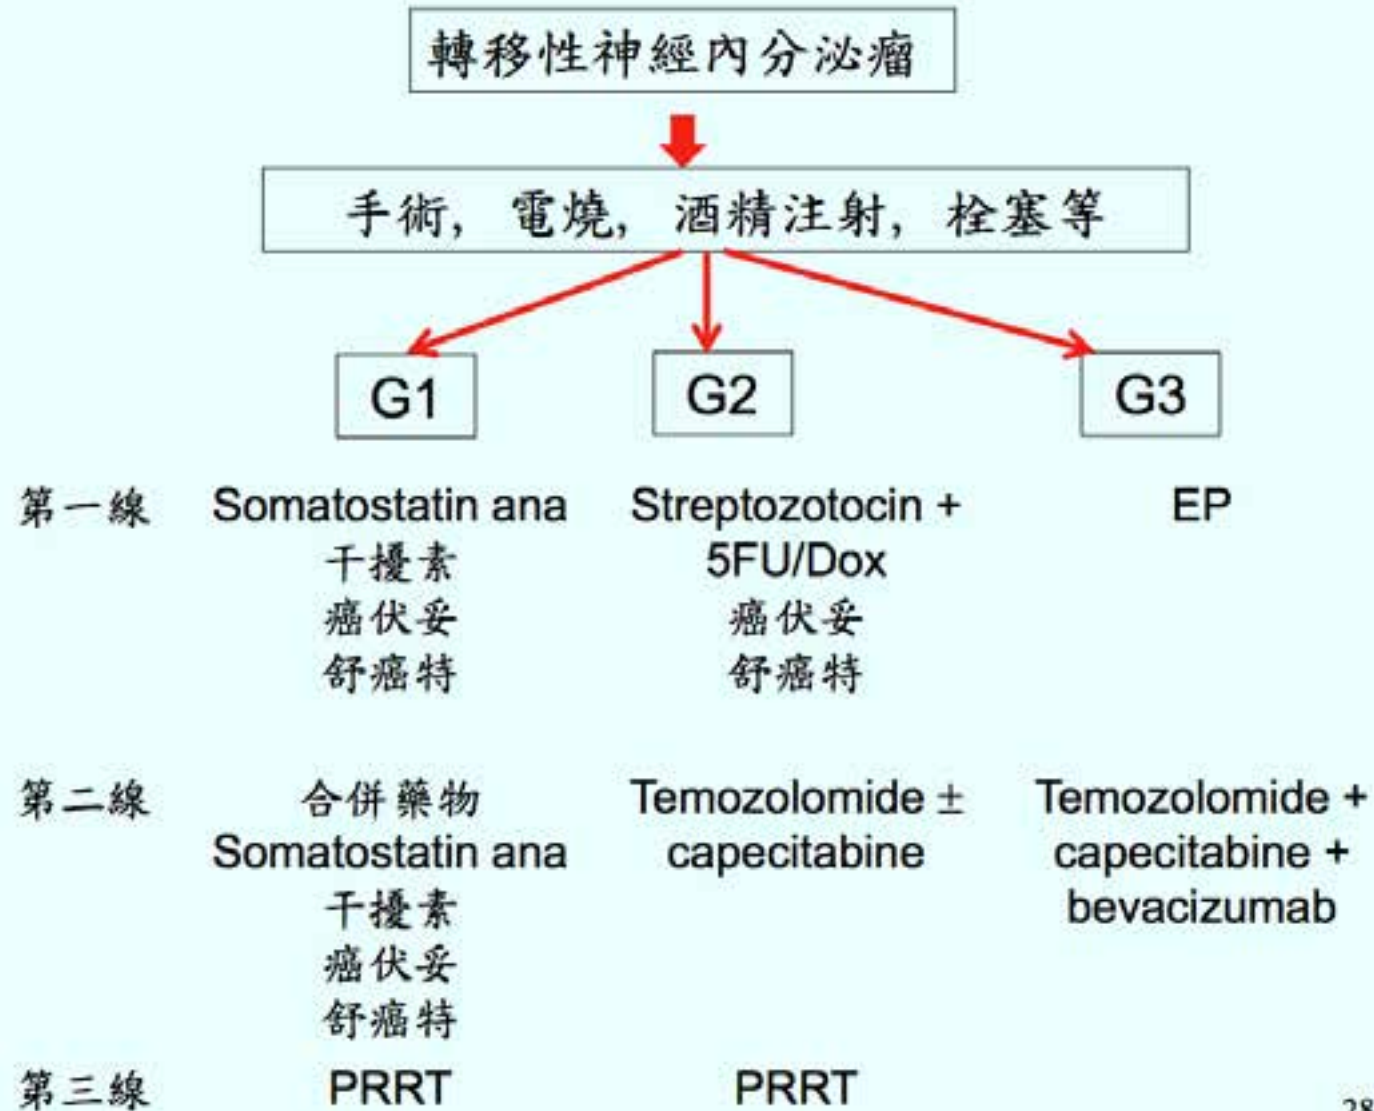 轉移性神經內分泌瘤
手術, 電燒, 酒精注射, 栓塞等
G1 G2 G3
第一線 Somatostatin ana Streptozotocin + EP
干擾素 5FU/Dox
癌伏妥 癌伏妥
舒癌特 舒癌特
第二線 合併藥物 Temozolomide ± Temozolomide +
Somatostatin ana capecitabine capecitabine +
干擾素 bevacizumab
癌伏妥
舒癌特
第三線 PRRT PRRT
28